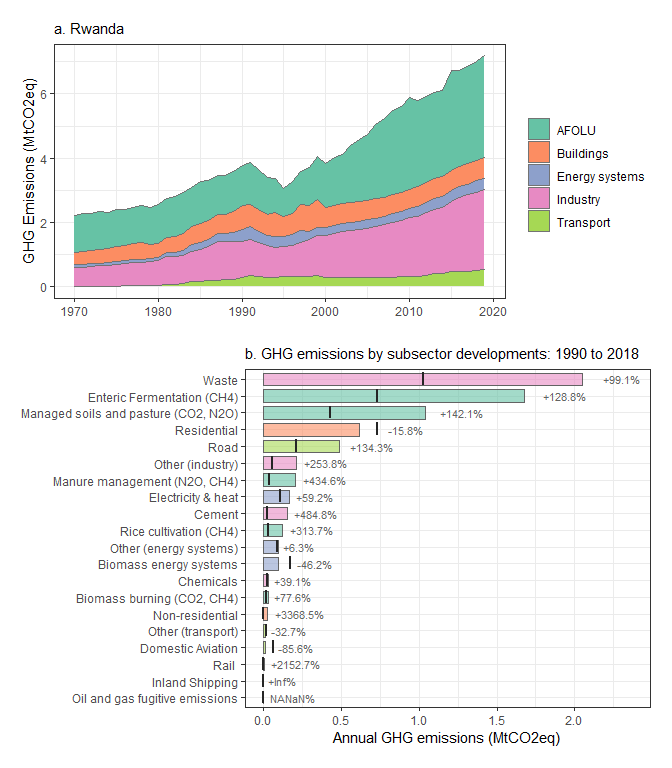 a. Rwanda
GHG Emissions (MtCO2eq)
6
4
2
0
1970
1980
1990
2000
2010
2020
AFOLU
Buildings
Energy systems
Industry
Transport
b. GHG emissions by subsector developments: 1990 to 2018
Waste +99.1%
Enteric Fermentation (CH4) +128.8%
Managed soils and pasture (CO2, N2O) +142.1%
Residential -15.8%
Road +134.3%
Other (industry) +253.8%
Manure management (N2O, CH4) +434.6%
Electricity & heat +59.2%
Cement +484.8%
Rice cultivation (CH4) +313.7%
Other (energy systems) +6.3%
Biomass energy systems -46.2%
Chemicals +39.1%
Biomass burning (CO2, CH4) +77.6%
Non-residential +3368.5%
Other (transport) -32.7%
Domestic Aviation -85.6%
Rail +2152.7%
Inland Shipping +Inf%
Oil and gas fugitive emissions NANaN%
0.0
0.5
1.0
1.5
2.0
Annual GHG emissions (MtCO2eq)